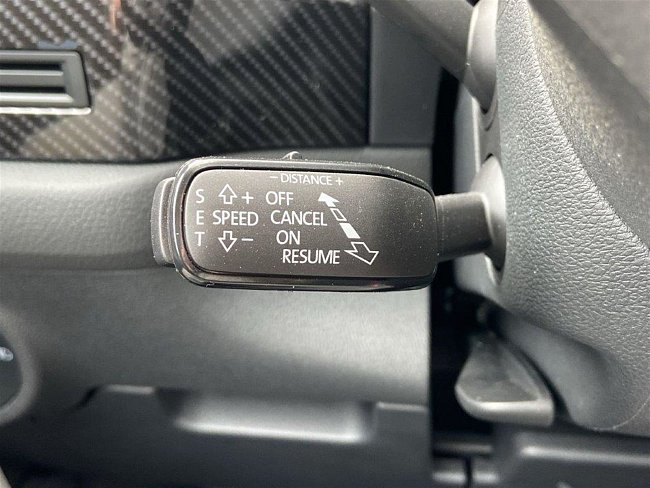 − DISTANCE +
S + OFF
E SPEED CANCEL
T − ON
RESUME